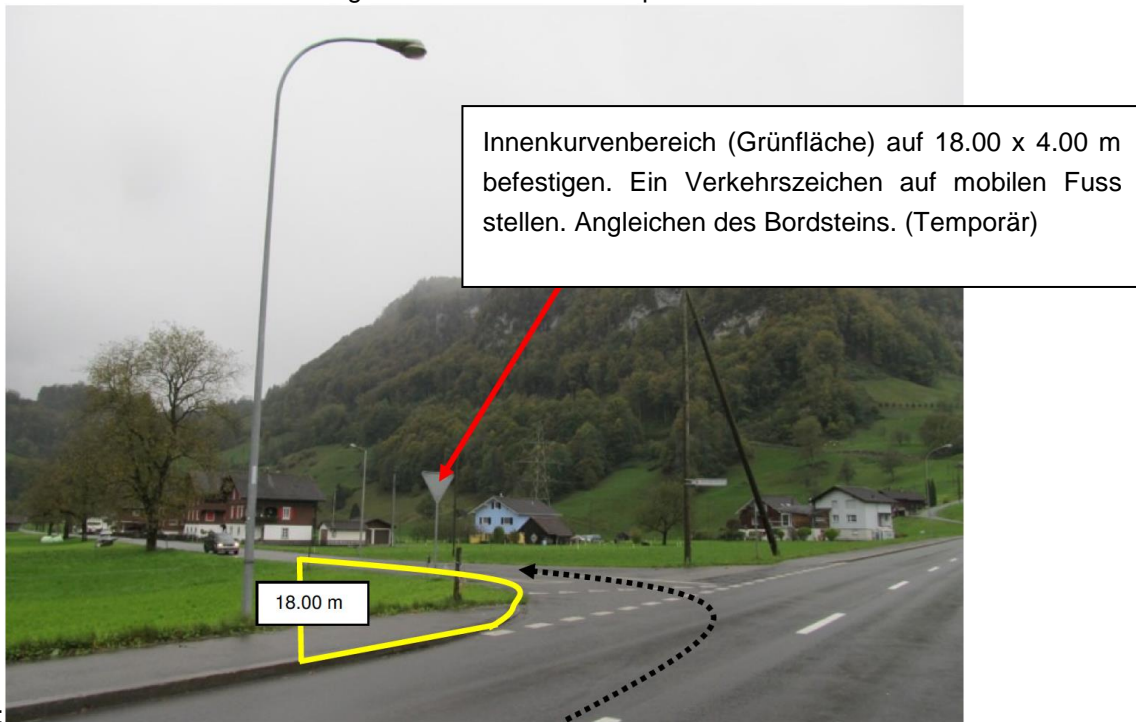 Innenkurvenbereich (Grünfläche) auf 18.00 x 4.00 m
befestigen. Ein Verkehrszeichen auf mobilen Fuss
stellen. Angleichen des Bordsteins. (Temporär)
18.00 m